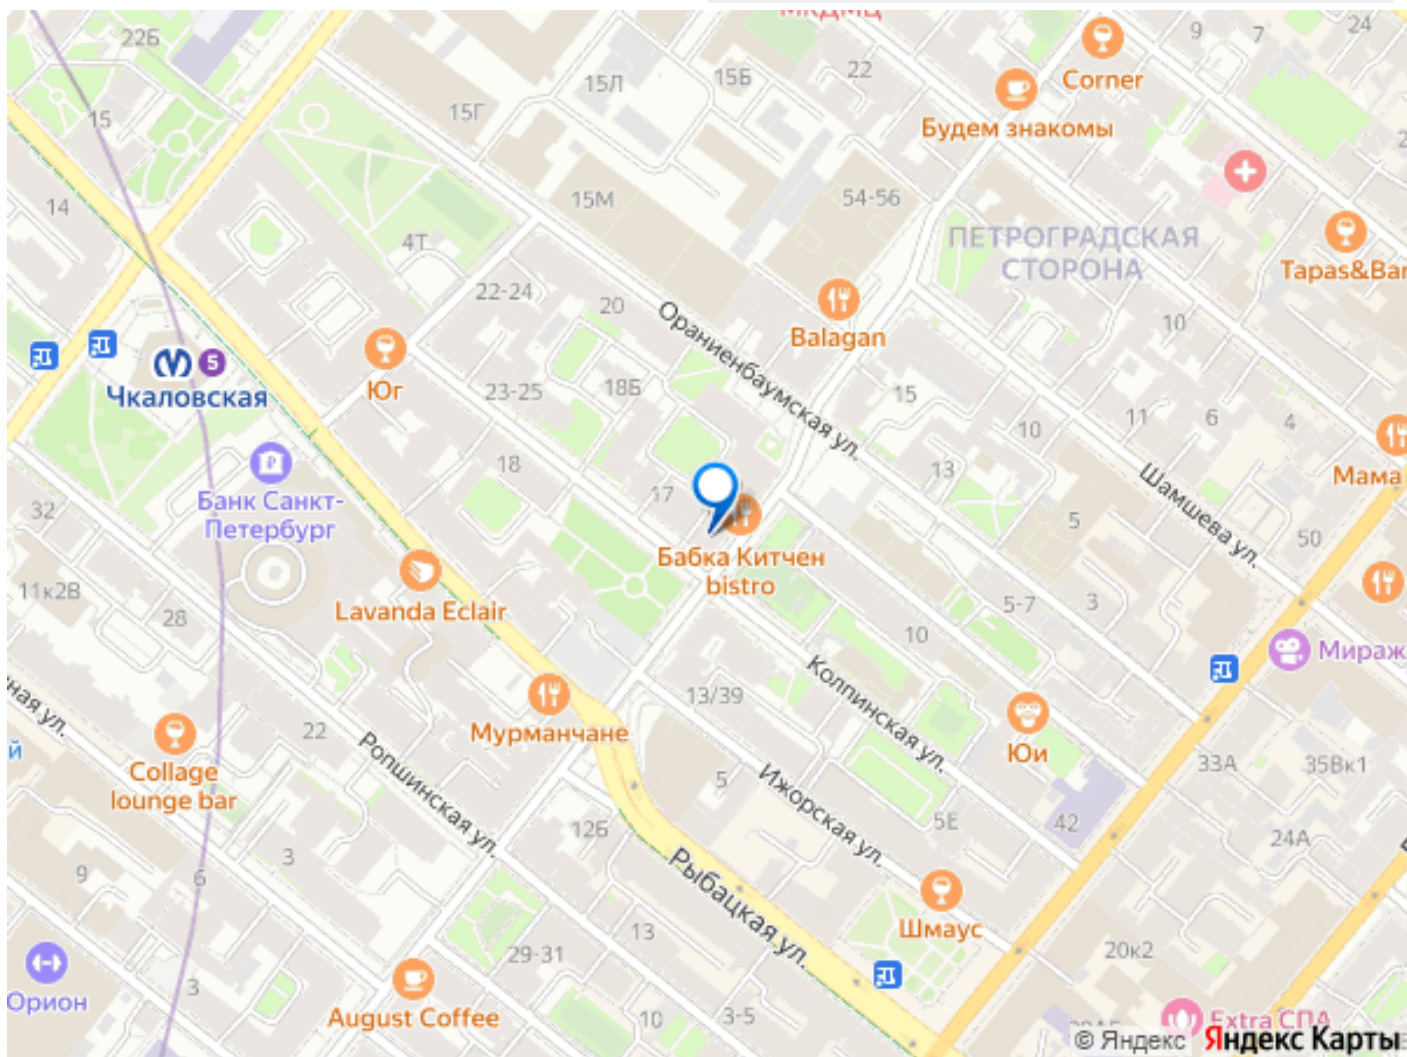 22Б
МКДМЦ
9
7
24
Corner
15Л
15Б
22
15Г
15
Будем знакомы
15М
54-56
14
4Т
ПЕТРОГРАДСКАЯ
СТОРОНА
Tapas&Bar
22-24
20
Ораниенбаумская ул.
Balagan
10
5
Чкаловская
Юг
23-25
18Б
15
11
6
4
10
13
Мама
18
17
Шамшева ул.
Банк Санкт-
Петербург
32
5
50
Бабка Китчен
bistro
11к2В
28
Lavanda Eclair
5-7
3
10
Мираж
ная ул.
13/39
Колпинская ул.
Юи
й
22
Мурманчане
Ропшинская ул.
Collage
lounge bar
5
Ижорская ул.
33А
35Вк1
12Б
5Е
42
24А
3
9
6
Рыбацкая ул.
Шмаус
13
29-31
20к2
Орион
3
August Coffee
10
3-5
Extra СПА
© Яндекс Яндекс Карты